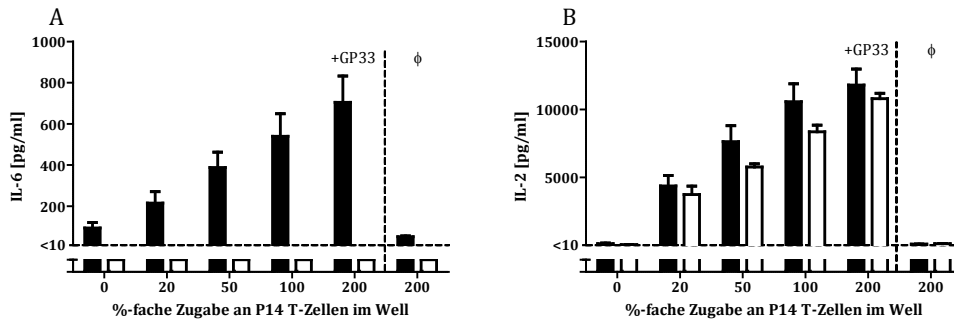 A
IL-6 [pg/ml]
1000
800
600
400
200
<10
+GP33
ϕ
0 20 50 100 200 200
%-fache Zugabe an P14 T-Zellen im Well
B
IL-2 [pg/ml]
15000
10000
5000
<10
+GP33
ϕ
0 20 50 100 200 200
%-fache Zugabe an P14 T-Zellen im Well